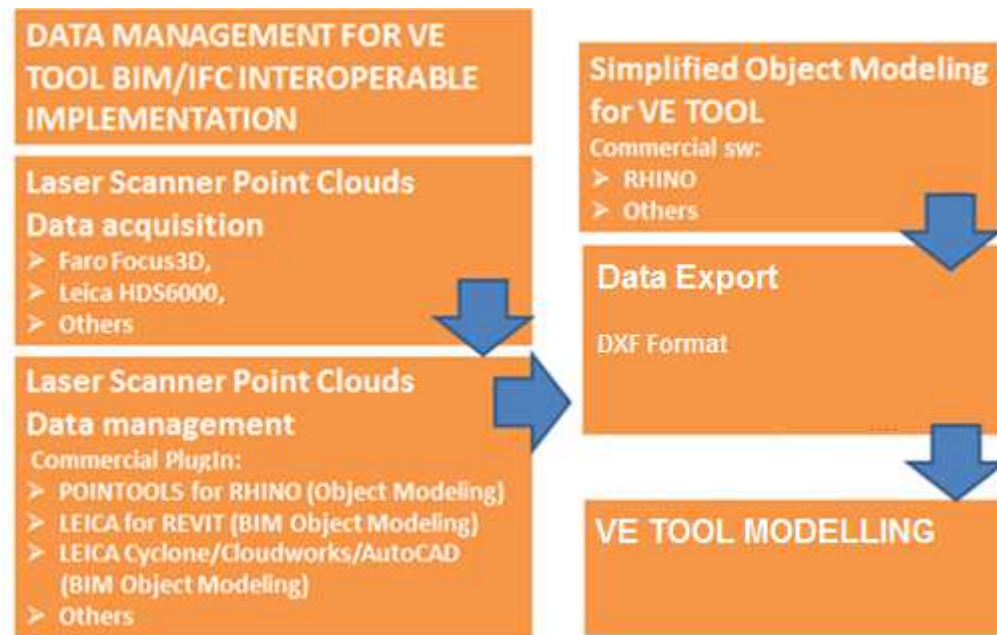 DATA MANAGEMENT FOR VE
TOOL BIM/IFC INTEROPERABLE
IMPLEMENTATION
Laser Scanner Point Clouds
Data acquisition
➢ Faro Focus3D,
➢ Leica HDS6000,
➢ Others
Laser Scanner Point Clouds
Data management
Commercial PlugIn:
➢ POINTOOLS for RHINO (Object Modeling)
➢ LEICA for REVIT (BIM Object Modeling)
➢ LEICA Cyclone/Cloudworks/AutoCAD
(BIM Object Modeling)
➢ Others
Simplified Object Modeling
for VE TOOL
Commercial sw:
➢ RHINO
➢ Others
Data Export
DXF Format
....
VE TOOL MODELLING